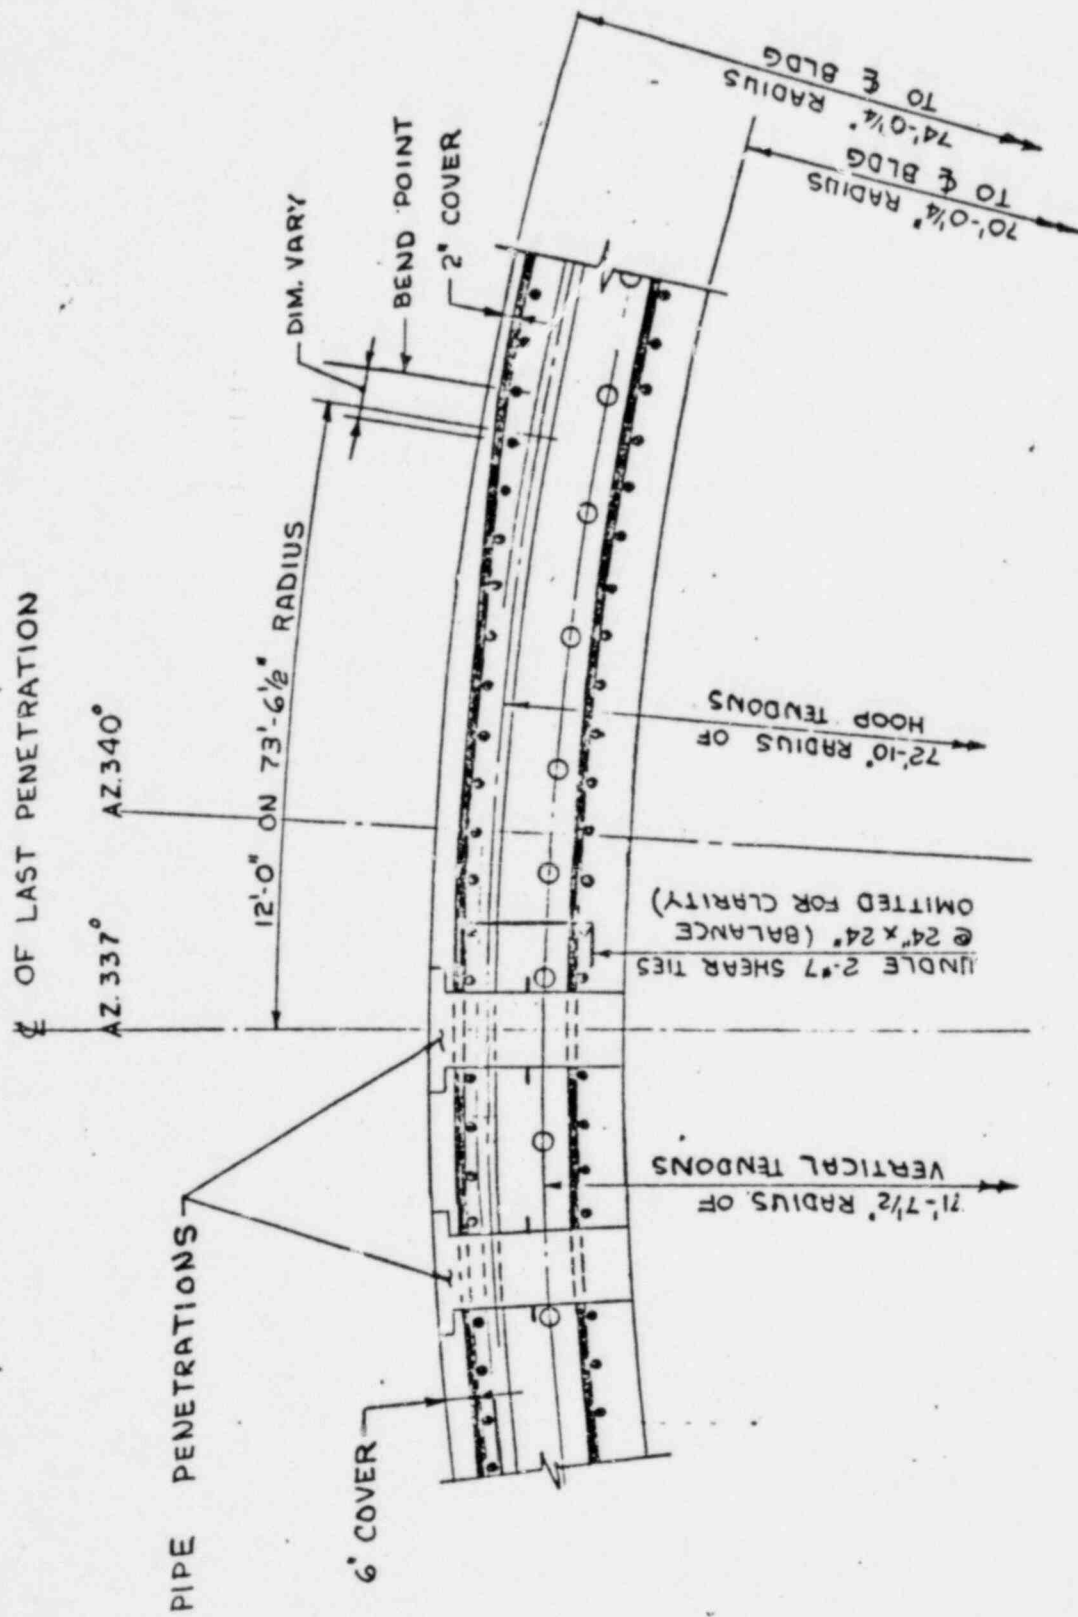 ℄ OF LAST PENETRATION
AZ. 337°
AZ. 340°
12'-0" ON 73'-6½" RADIUS
DIM. VARY
BEND POINT
2" COVER
PIPE PENETRATIONS
6" COVER
74'-0¼" RADIUS
TO ℄ BLDG
70'-0¼" RADIUS
TO ℄ BLDG
72'-10" RADIUS OF
HOOP TENDONS
UNDLE 2-#7 SHEAR TIES
@ 24" x 24" (BALANCE
OMITTED FOR CLARITY)
71'-7½" RADIUS OF
VERTICAL TENDONS